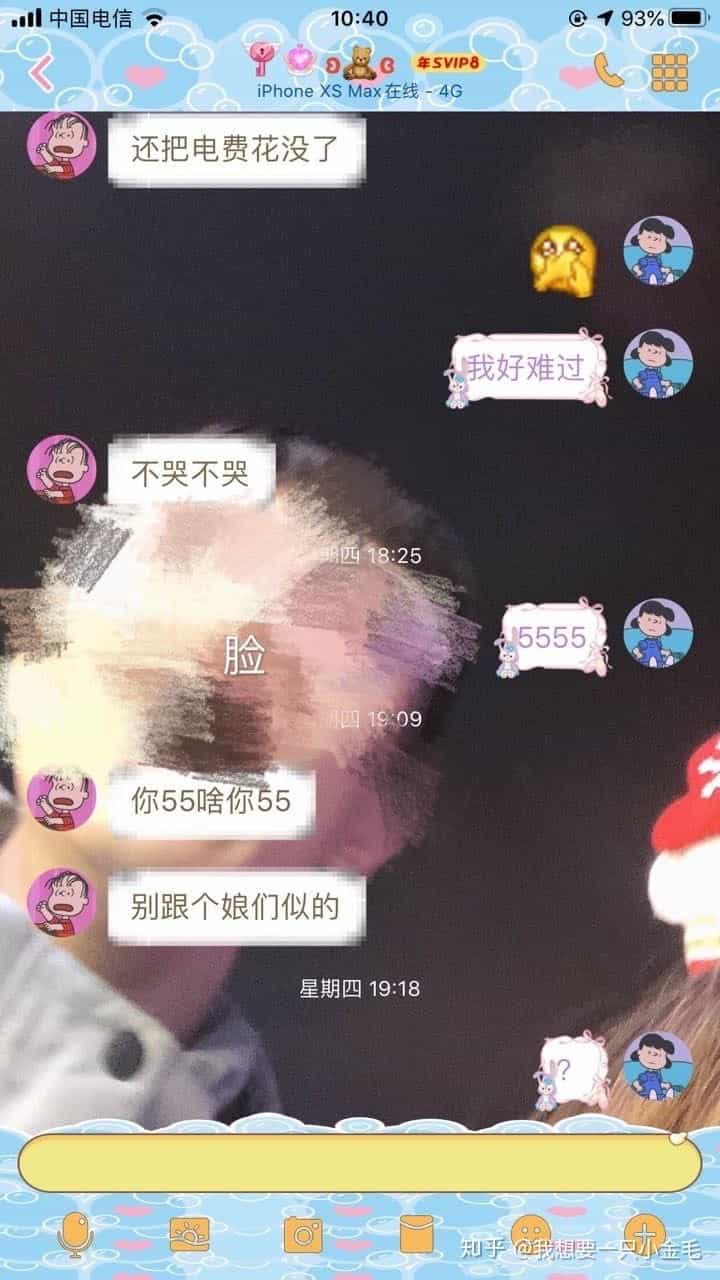 中国电信
10:40
93%
年SVIP8
iPhone XS Max在线 - 4G
还把电费花没了
我好难过
不哭不哭
期四 18:25
5555
脸
期四 19:09
你55啥你55
别跟个娘们似的
星期四 19:18
?
知乎 @我想要一只小金毛